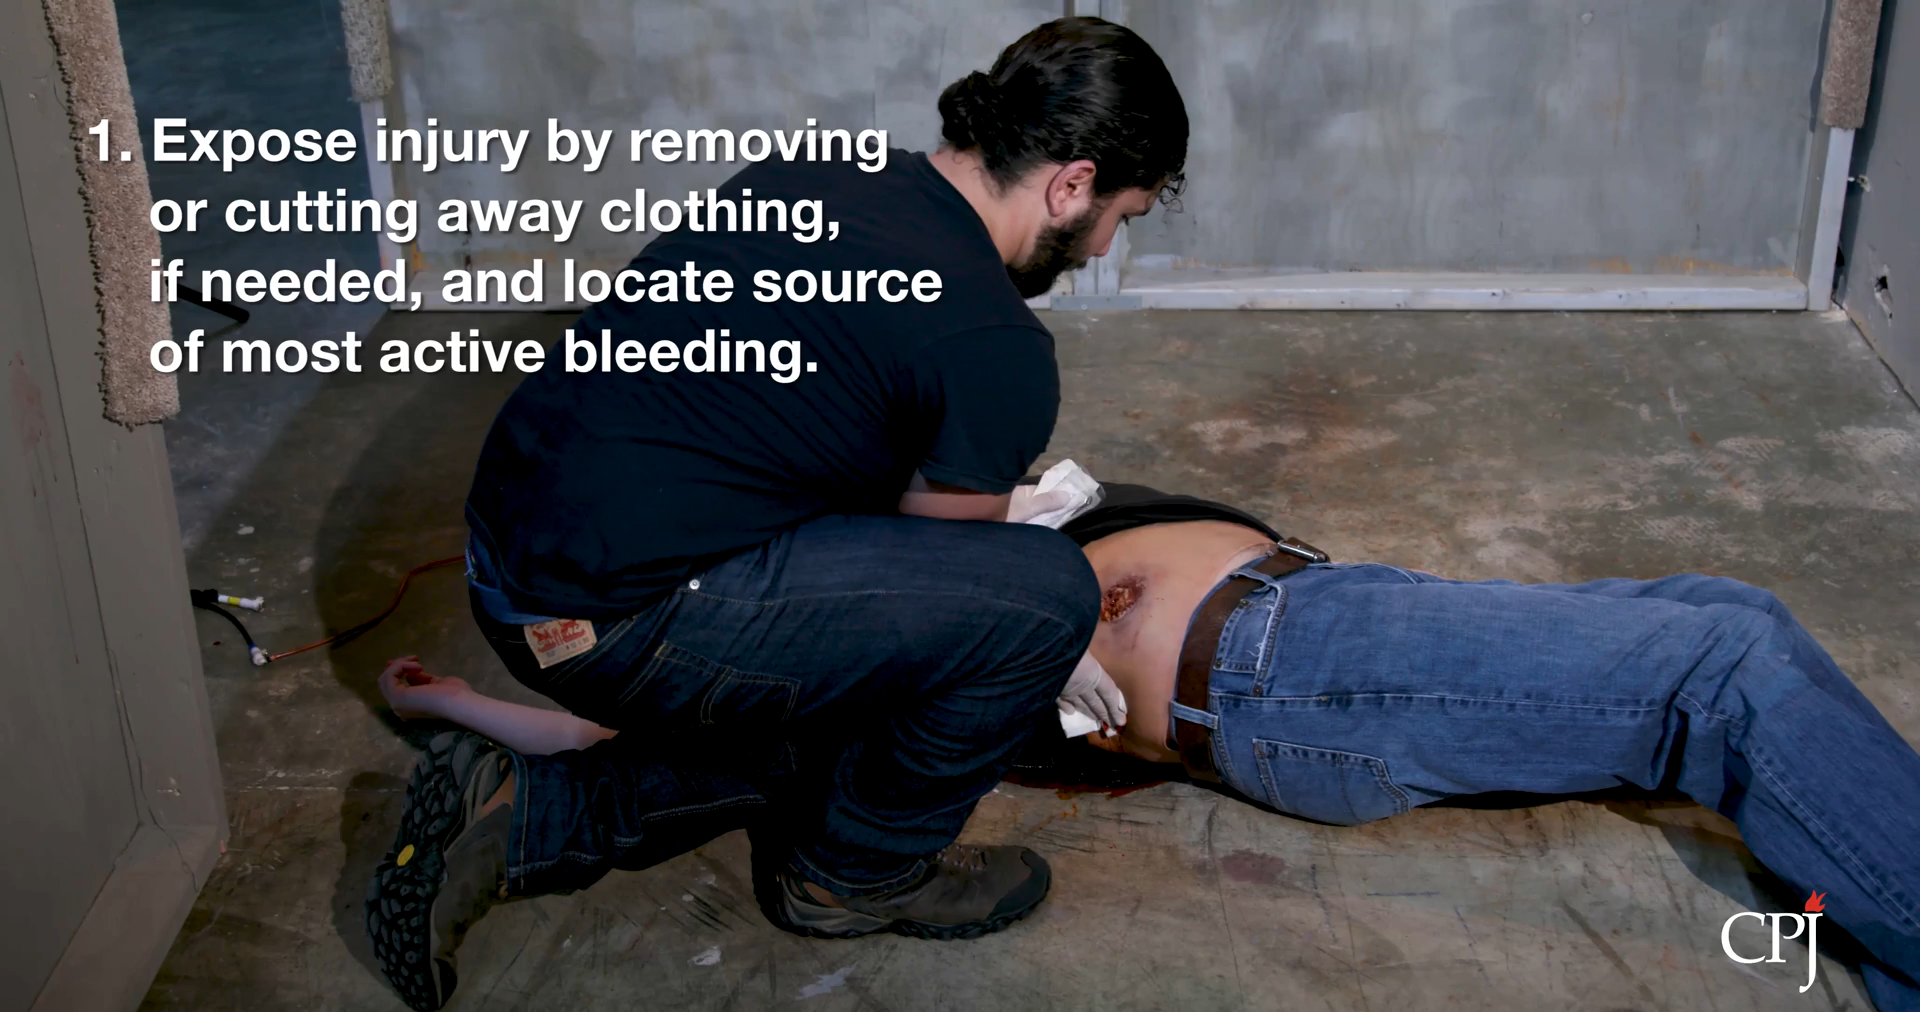 1. Expose injury by removing
or cutting away clothing,
if needed, and locate source
of most active bleeding.
CPJ